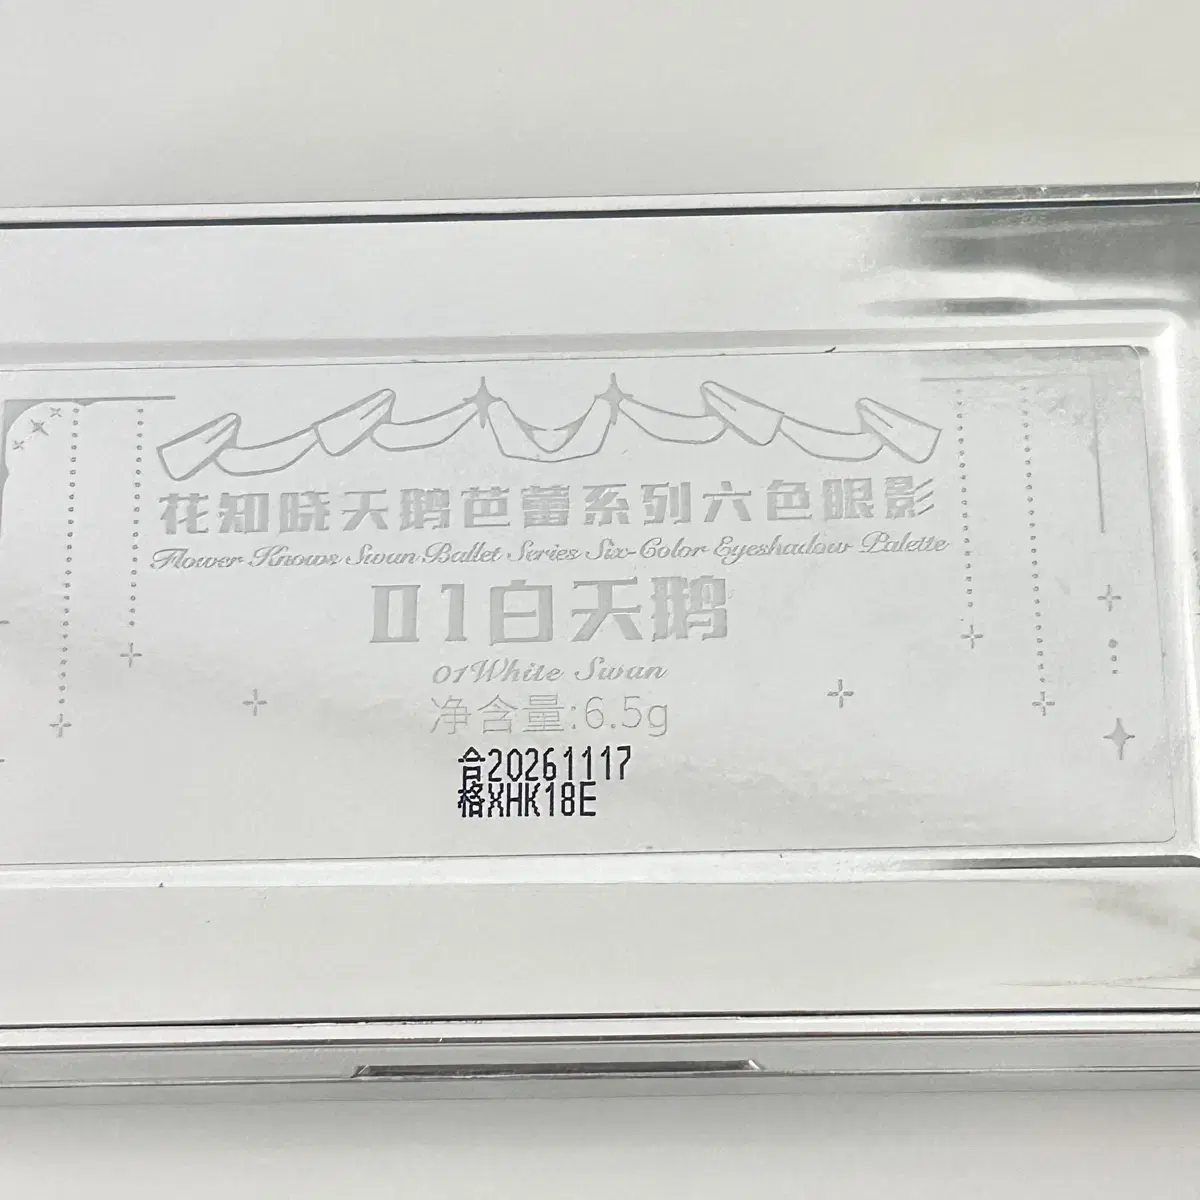 花知晓天鹅芭蕾系列六色眼影
Flower Knows Swan Ballet Series Six-Color Eyeshadow Palette
01白天鹅
01White Swan
净含量:6.5g
合20261117
格XHK18E